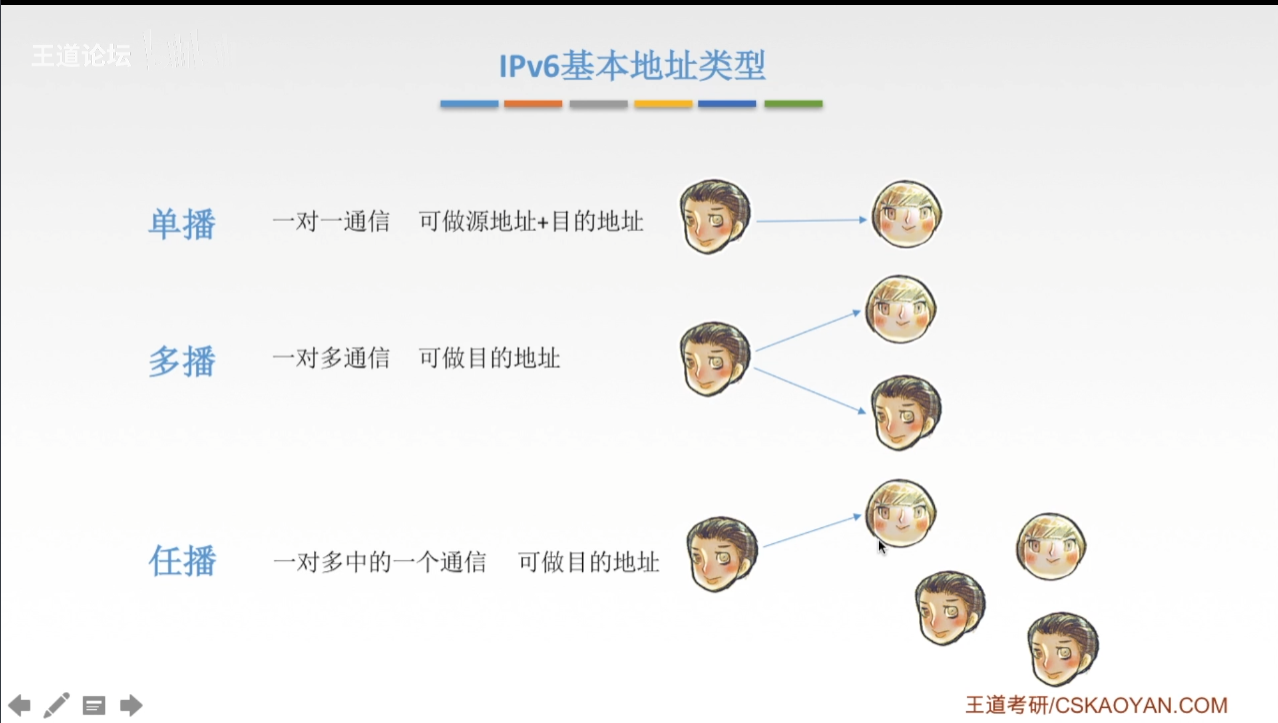 王道论坛
IPv6基本地址类型
单播 一对一通信 可做源地址+目的地址
多播 一对多通信 可做目的地址
任播 一对多中的一个通信 可做目的地址
王道考研/CSKAOYAN.COM